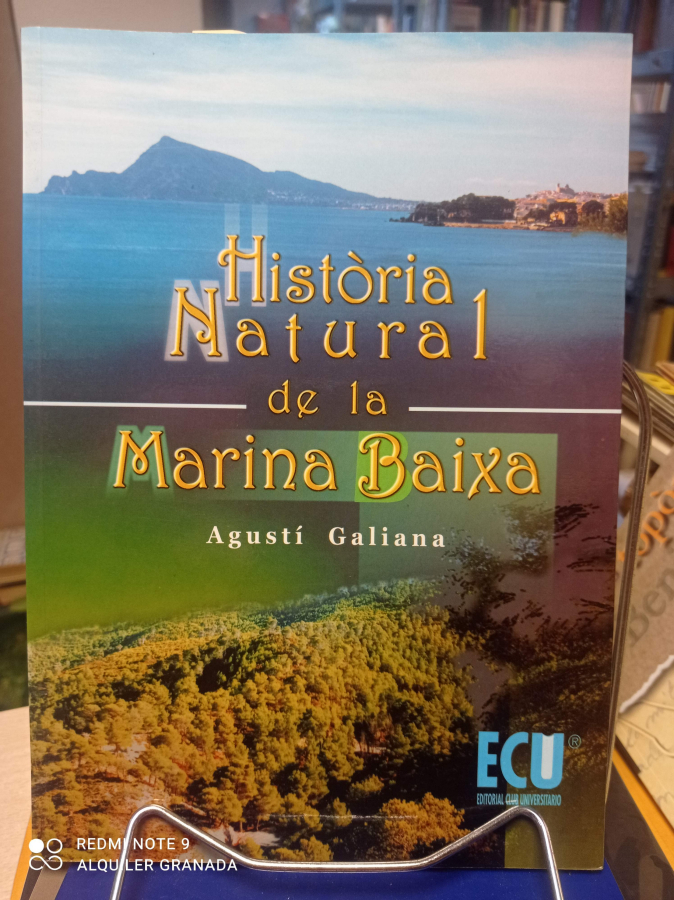 Història
Natural
de la
Marina Baixa
Agustí Galiana
ECU®
EDITORIAL CLUB UNIVERSITARIO
REDMI NOTE 9
ALQUILER GRANADA